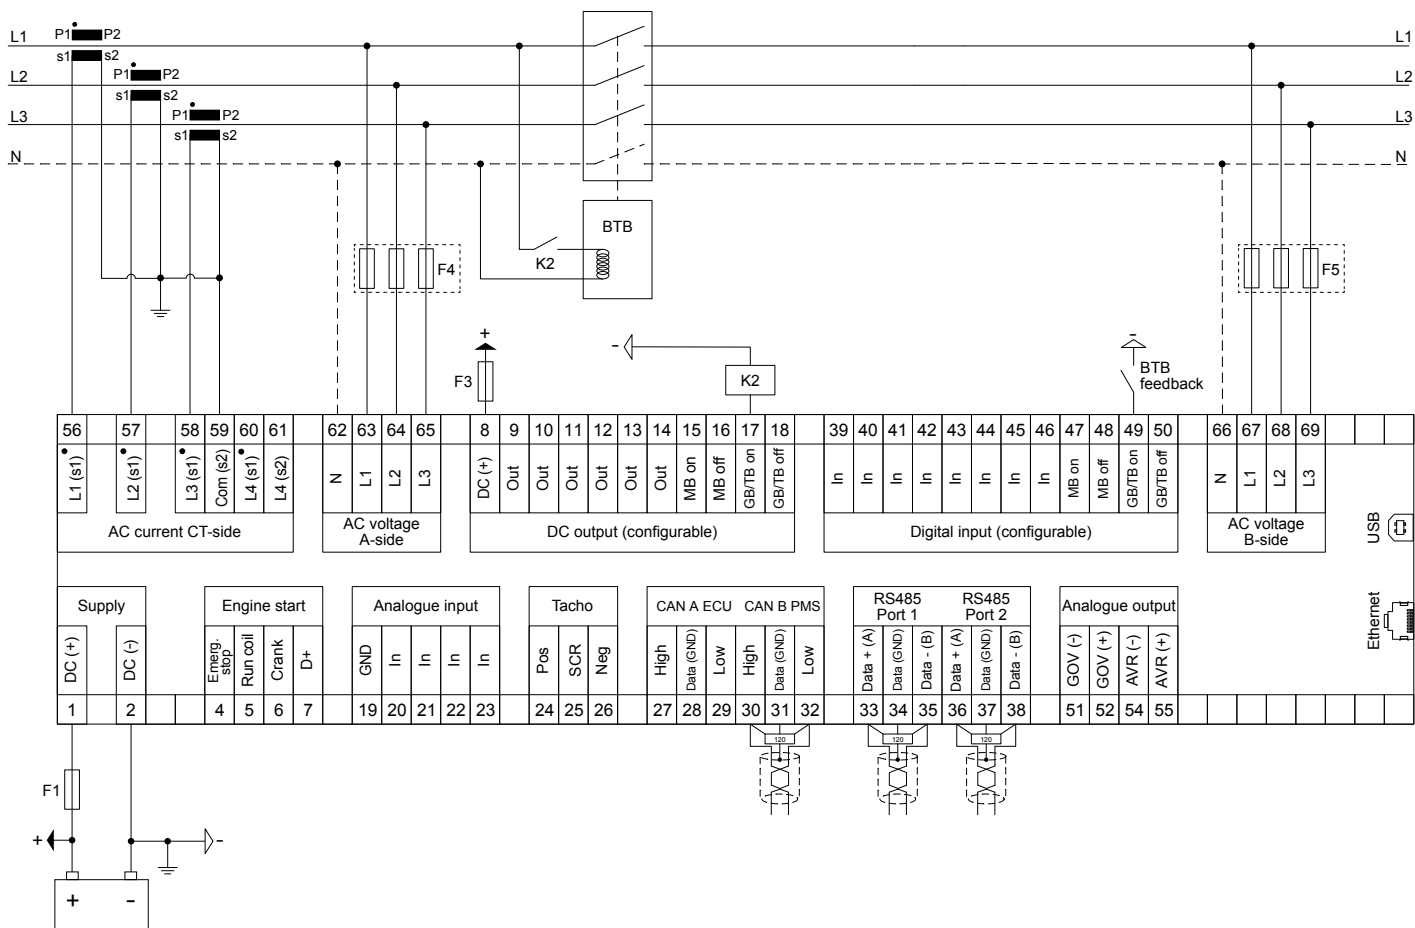 P1 P2
L1 L1
s1 s2
P1 P2
L2 L2
s1 s2
P1 P2
L3 L3
s1 s2
N N
BTB
K2
F4
F5
+
-
-
F3
K2
BTB
feedback
56 57 58 59 60 61 62 63 64 65 8 9 10 11 12 13 14 15 16 17 18 39 40 41 42 43 44 45 46 47 48 49 50 66 67 68 69
L1 (s1)
L2 (s1)
L3 (s1)
Com (s2)
L4 (s1)
L4 (s2)
N
L1
L2
L3
DC (+)
Out
Out
Out
Out
Out
Out
MB on
MB off
GB/TB on
GB/TB off
In
In
In
In
In
In
In
In
MB on
MB off
GB/TB on
GB/TB off
N
L1
L2
L3
AC current CT-side
AC voltage
A-side
DC output (configurable)
Digital input (configurable)
AC voltage
B-side
USB
Ethernet
Supply
Engine start
Analogue input
Tacho
CAN A ECU CAN B PMS
RS485
Port 1
RS485
Port 2
Analogue output
DC (+)
DC (-)
Emerg.
stop
Run coil
Crank
D+
GND
In
In
In
In
Pos
SCR
Neg
High
Data (GND)
Low
High
Data (GND)
Low
Data + (A)
Data (GND)
Data - (B)
Data + (A)
Data (GND)
Data - (B)
GOV (-)
GOV (+)
AVR (-)
AVR (+)
1 2 4 5 6 7 19 20 21 22 23 24 25 26 27 28 29 30 31 32 33 34 35 36 37 38 51 52 54 55
120 120 120
F1
+
-
+ -